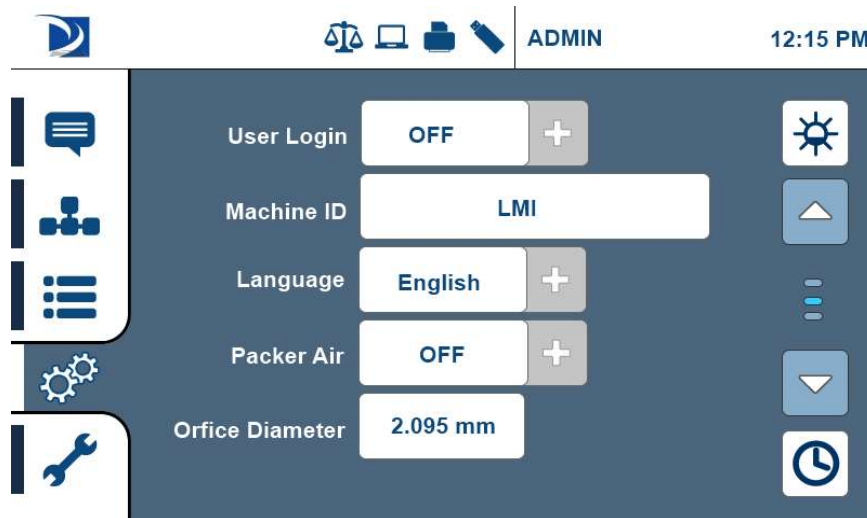 ADMIN 12:15 PM
User Login OFF
Machine ID LMI
Language English
Packer Air OFF
Orfice Diameter 2.095 mm